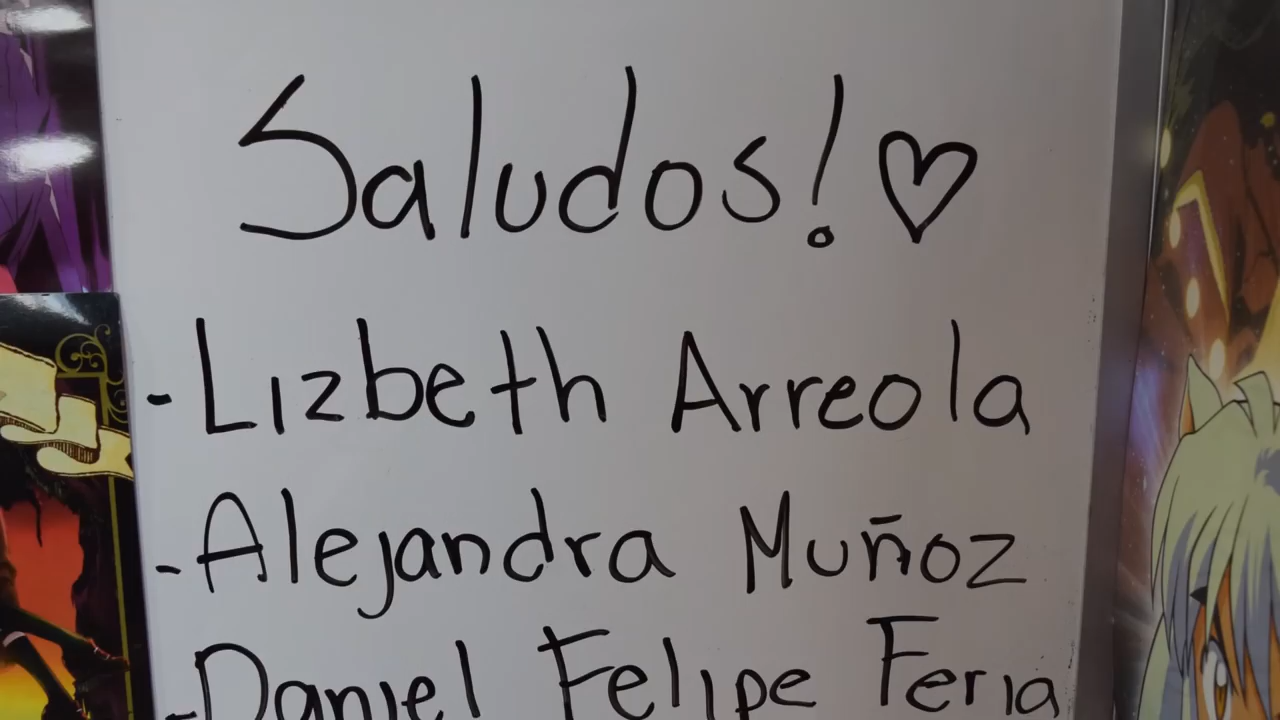 Saludos! ♡
- Lizbeth Arreola
- Alejandra Muñoz
- Daniel Felipe Feria